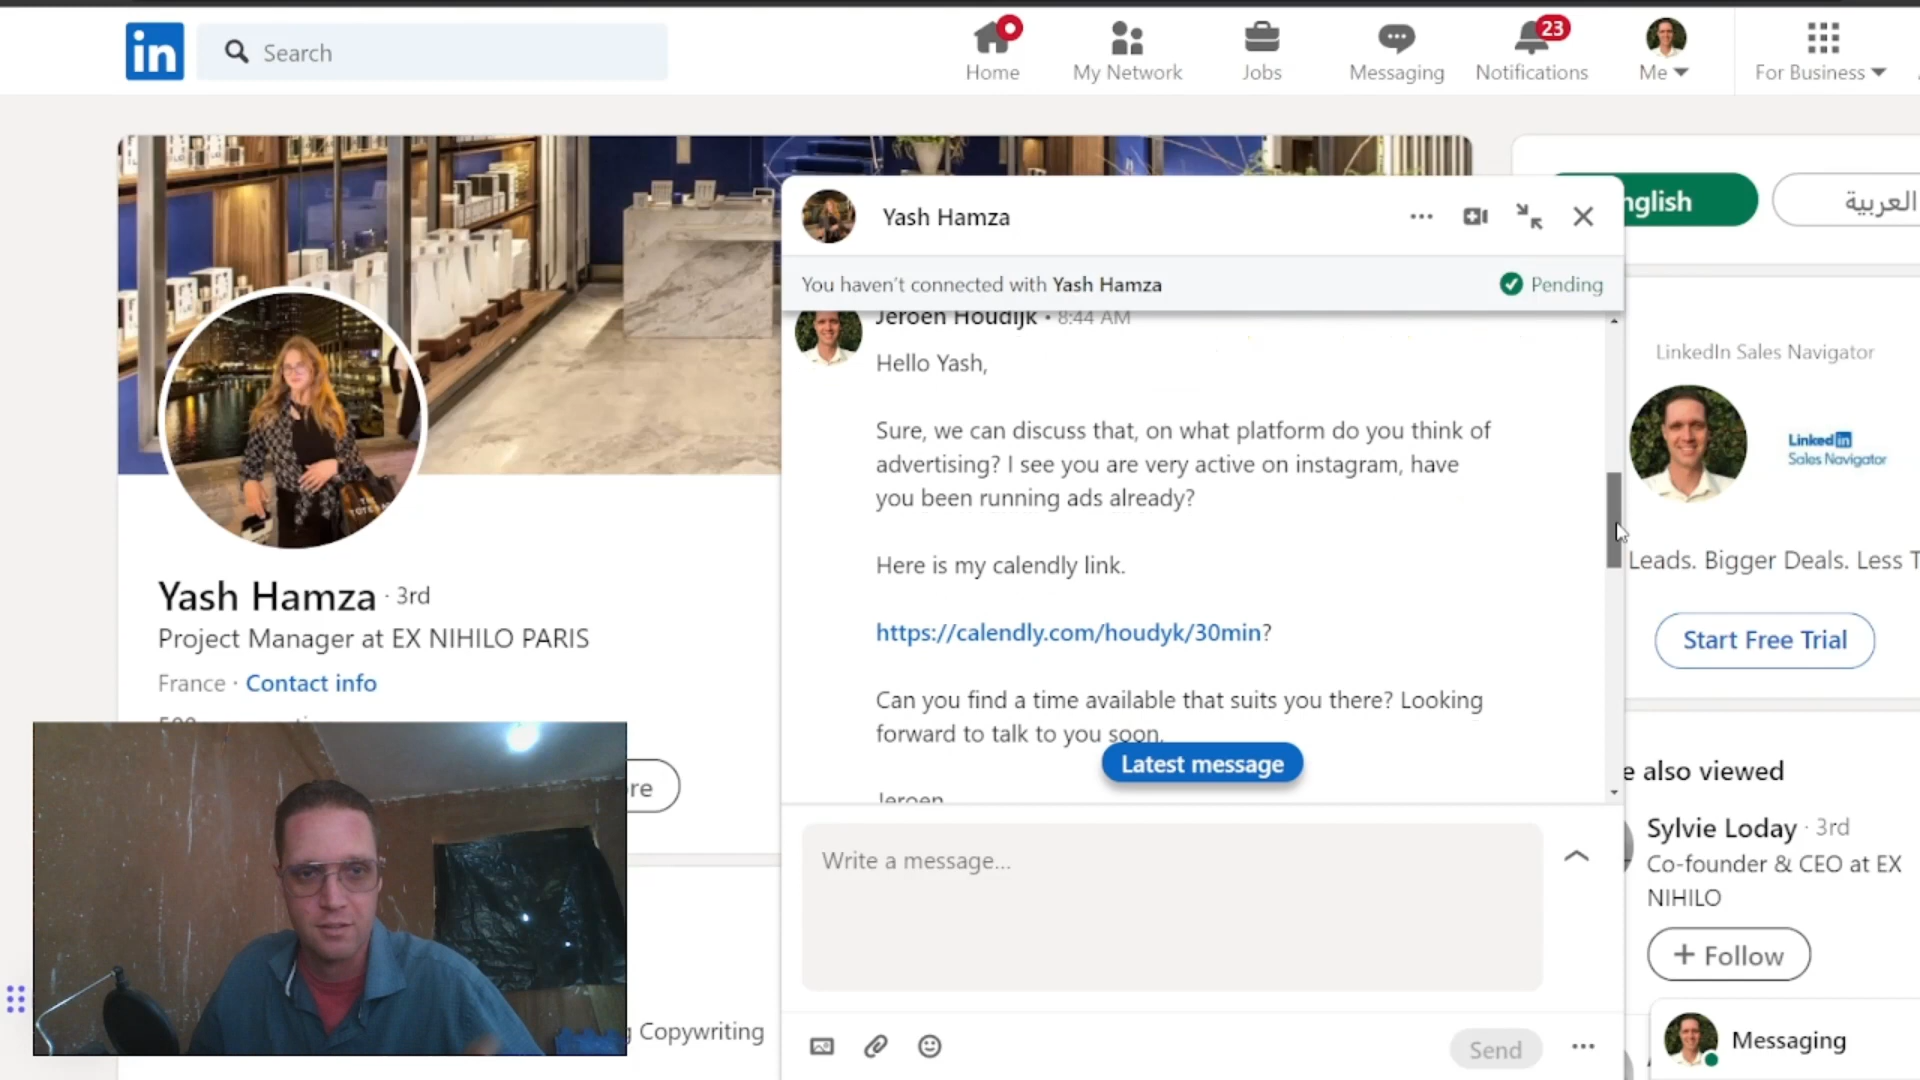 in
Search
Home
My Network
Jobs
Messaging
23
Notifications
Me
For Business
nglish
العربية
Yash Hamza
You haven't connected with Yash Hamza
Pending
Jeroen Houdijk • 8:44 AM
Hello Yash,
Sure, we can discuss that, on what platform do you think of
advertising? I see you are very active on instagram, have
you been running ads already?
Here is my calendly link.
https://calendly.com/houdyk/30min?
Can you find a time available that suits you there? Looking
forward to talk to you soon.
Jeroen
Latest message
Write a message...
Send
Yash Hamza · 3rd
Project Manager at EX NIHILO PARIS
France · Contact info
re
Copywriting
LinkedIn Sales Navigator
Linked in
Sales Navigator
Leads. Bigger Deals. Less T
Start Free Trial
e also viewed
Sylvie Loday · 3rd
Co-founder & CEO at EX
NIHILO
+ Follow
Messaging